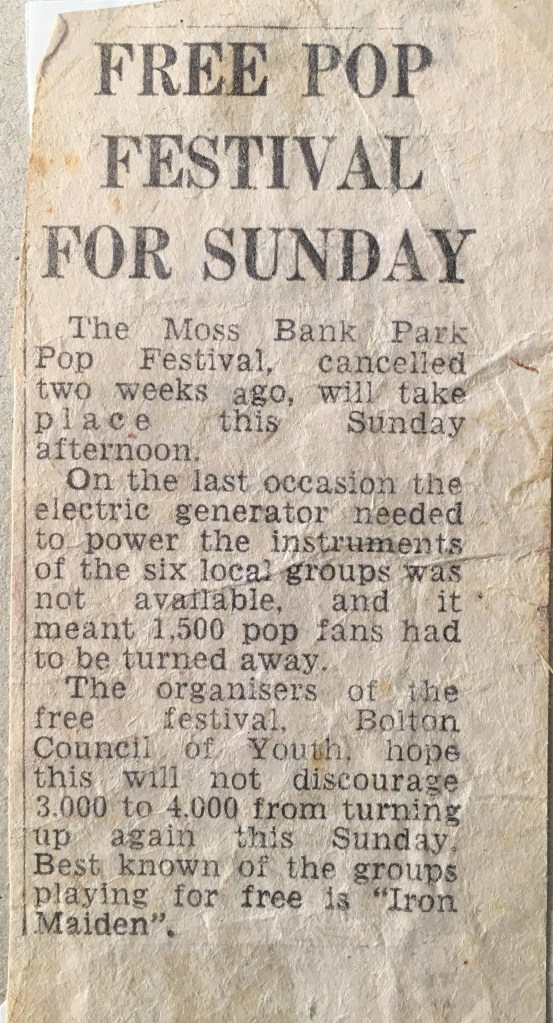 FREE POP
FESTIVAL
FOR SUNDAY
The Moss Bank Park
Pop Festival, cancelled
two weeks ago, will take
place this Sunday
afternoon.
On the last occasion the
electric generator needed
to power the instruments
of the six local groups was
not available, and it
meant 1,500 pop fans had
to be turned away.
The organisers of the
free festival, Bolton
Council of Youth, hope
this will not discourage
3,000 to 4,000 from turning
up again this Sunday.
Best known of the groups
playing for free is “Iron
Maiden”.